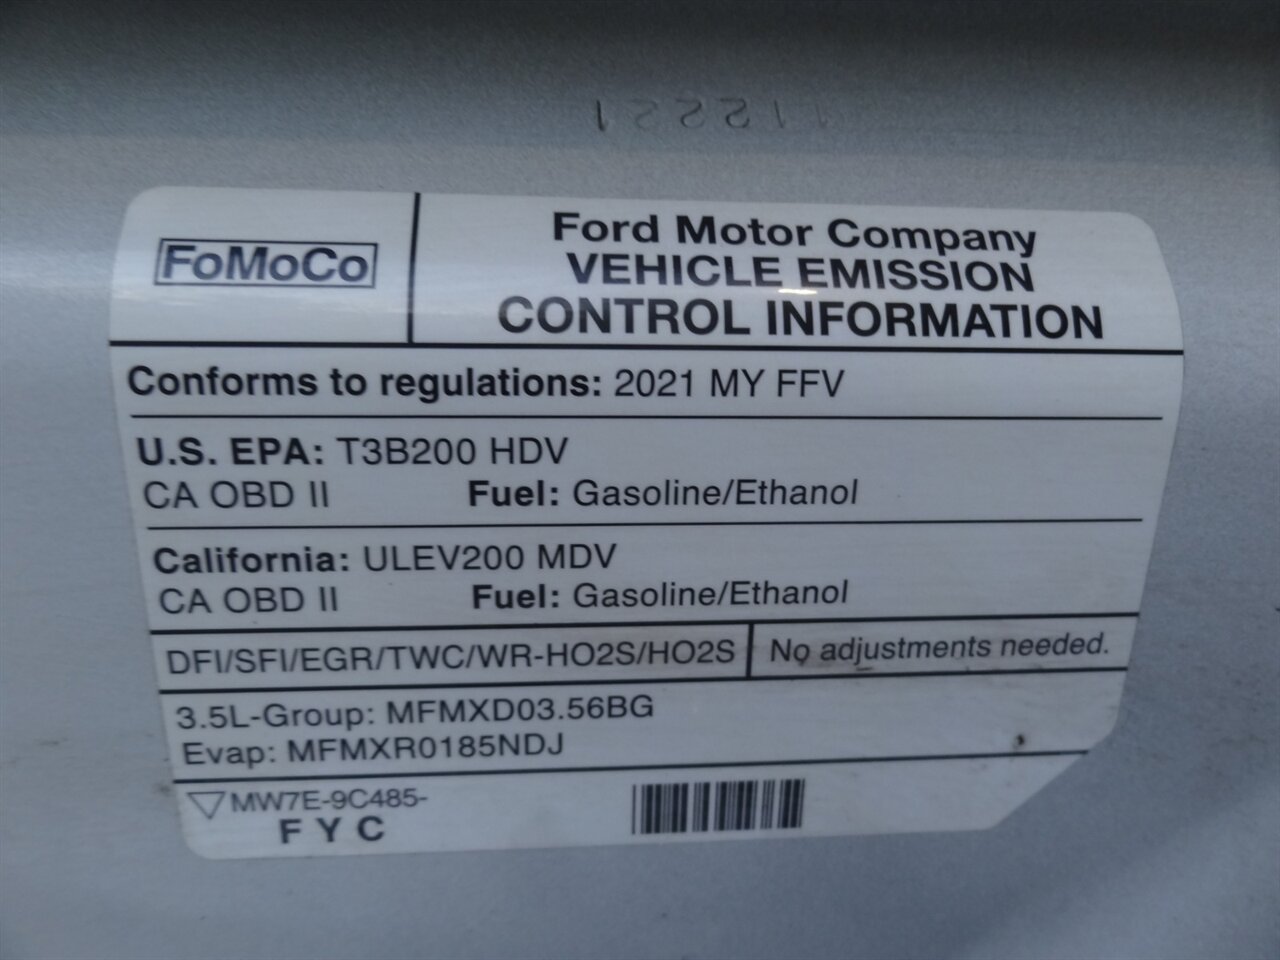 FoMoCo
Ford Motor Company
VEHICLE EMISSION
CONTROL INFORMATION
Conforms to regulations: 2021 MY FFV
U.S. EPA: T3B200 HDV
CA OBD II Fuel: Gasoline/Ethanol
California: ULEV200 MDV
CA OBD II Fuel: Gasoline/Ethanol
DFI/SFI/EGR/TWC/WR-HO2S/HO2S No adjustments needed.
3.5L-Group: MFMXD03.56BG
Evap: MFMXR0185NDJ
MW7E-9C485-
F Y C